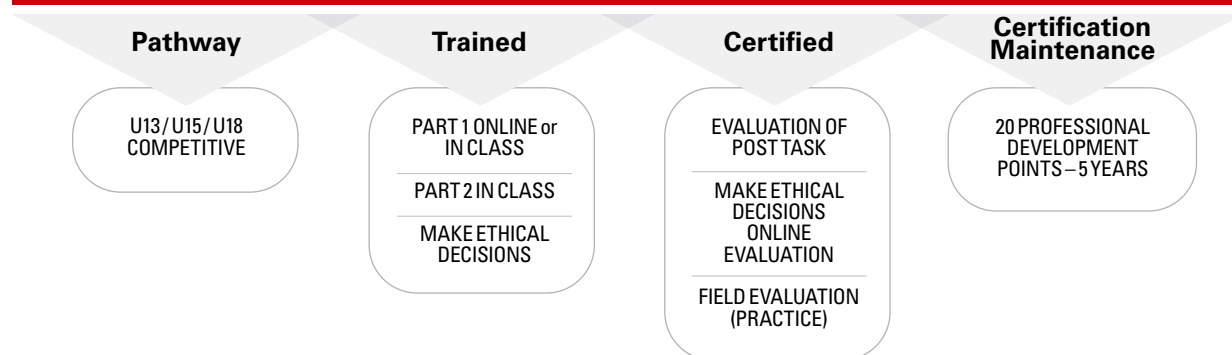 Pathway
U13/U15/U18
COMPETITIVE
Trained
PART 1 ONLINE or
IN CLASS
PART 2 IN CLASS
MAKE ETHICAL
DECISIONS
Certified
EVALUATION OF
POST TASK
MAKE ETHICAL
DECISIONS
ONLINE
EVALUATION
FIELD EVALUATION
(PRACTICE)
Certification
Maintenance
20 PROFESSIONAL
DEVELOPMENT
POINTS – 5 YEARS